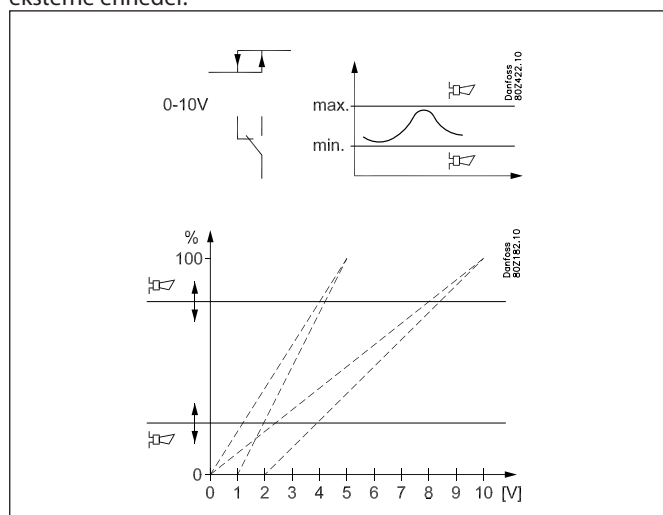 eksterne enheder.
Danfoss
80Z422.10
0-10V
max.
min.
Danfoss
80Z182.10
%
100
0
0 1 2 3 4 5 6 7 8 9 10 [V]